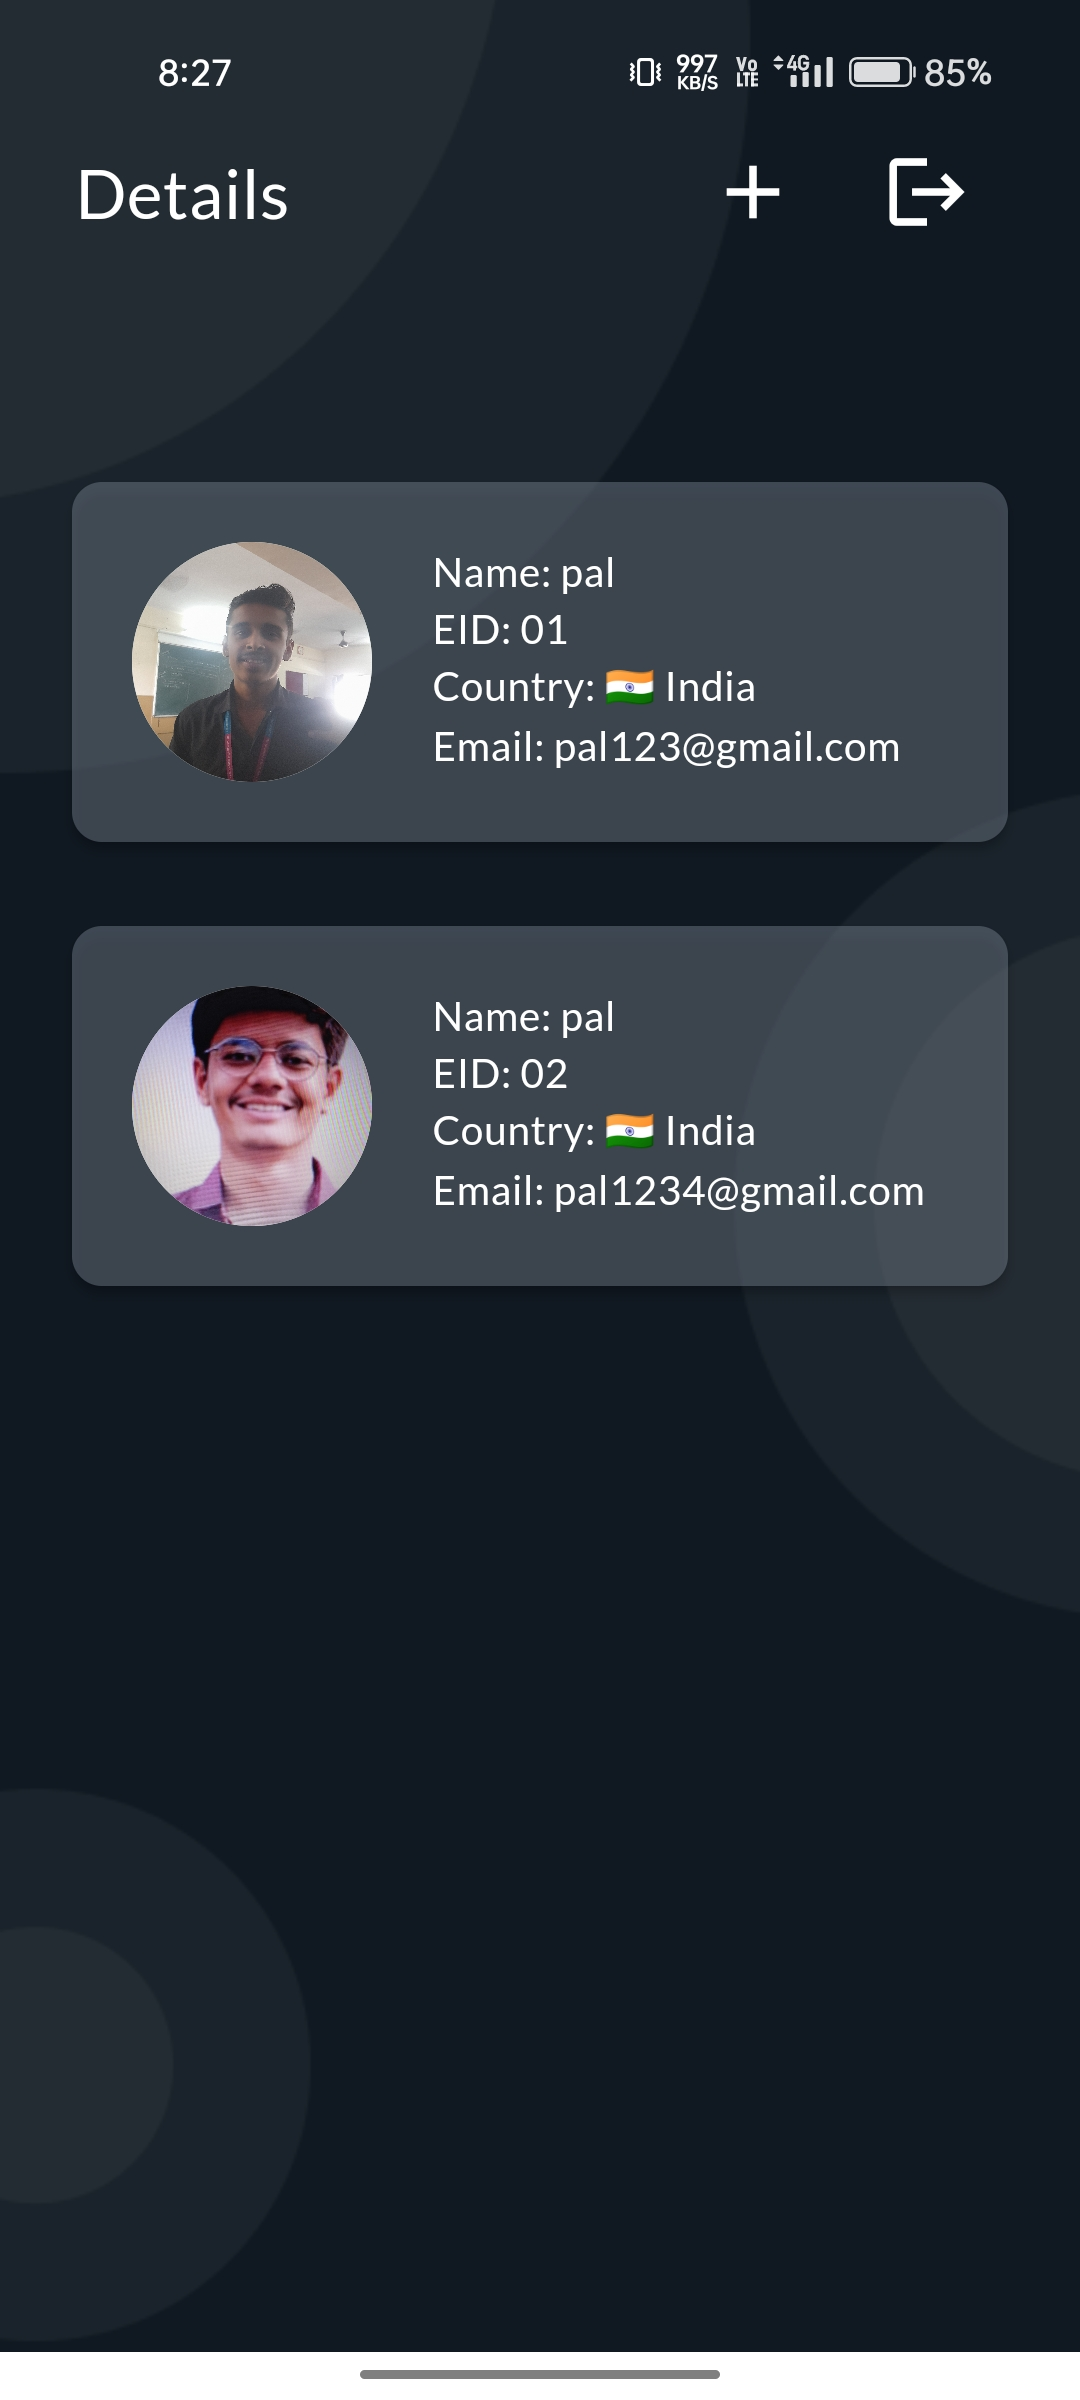 8:27 997 KB/S Vo LTE 4G 85%
Details
Name: pal
EID: 01
Country: 🇮🇳 India
Email: pal123@gmail.com
Name: pal
EID: 02
Country: 🇮🇳 India
Email: pal1234@gmail.com